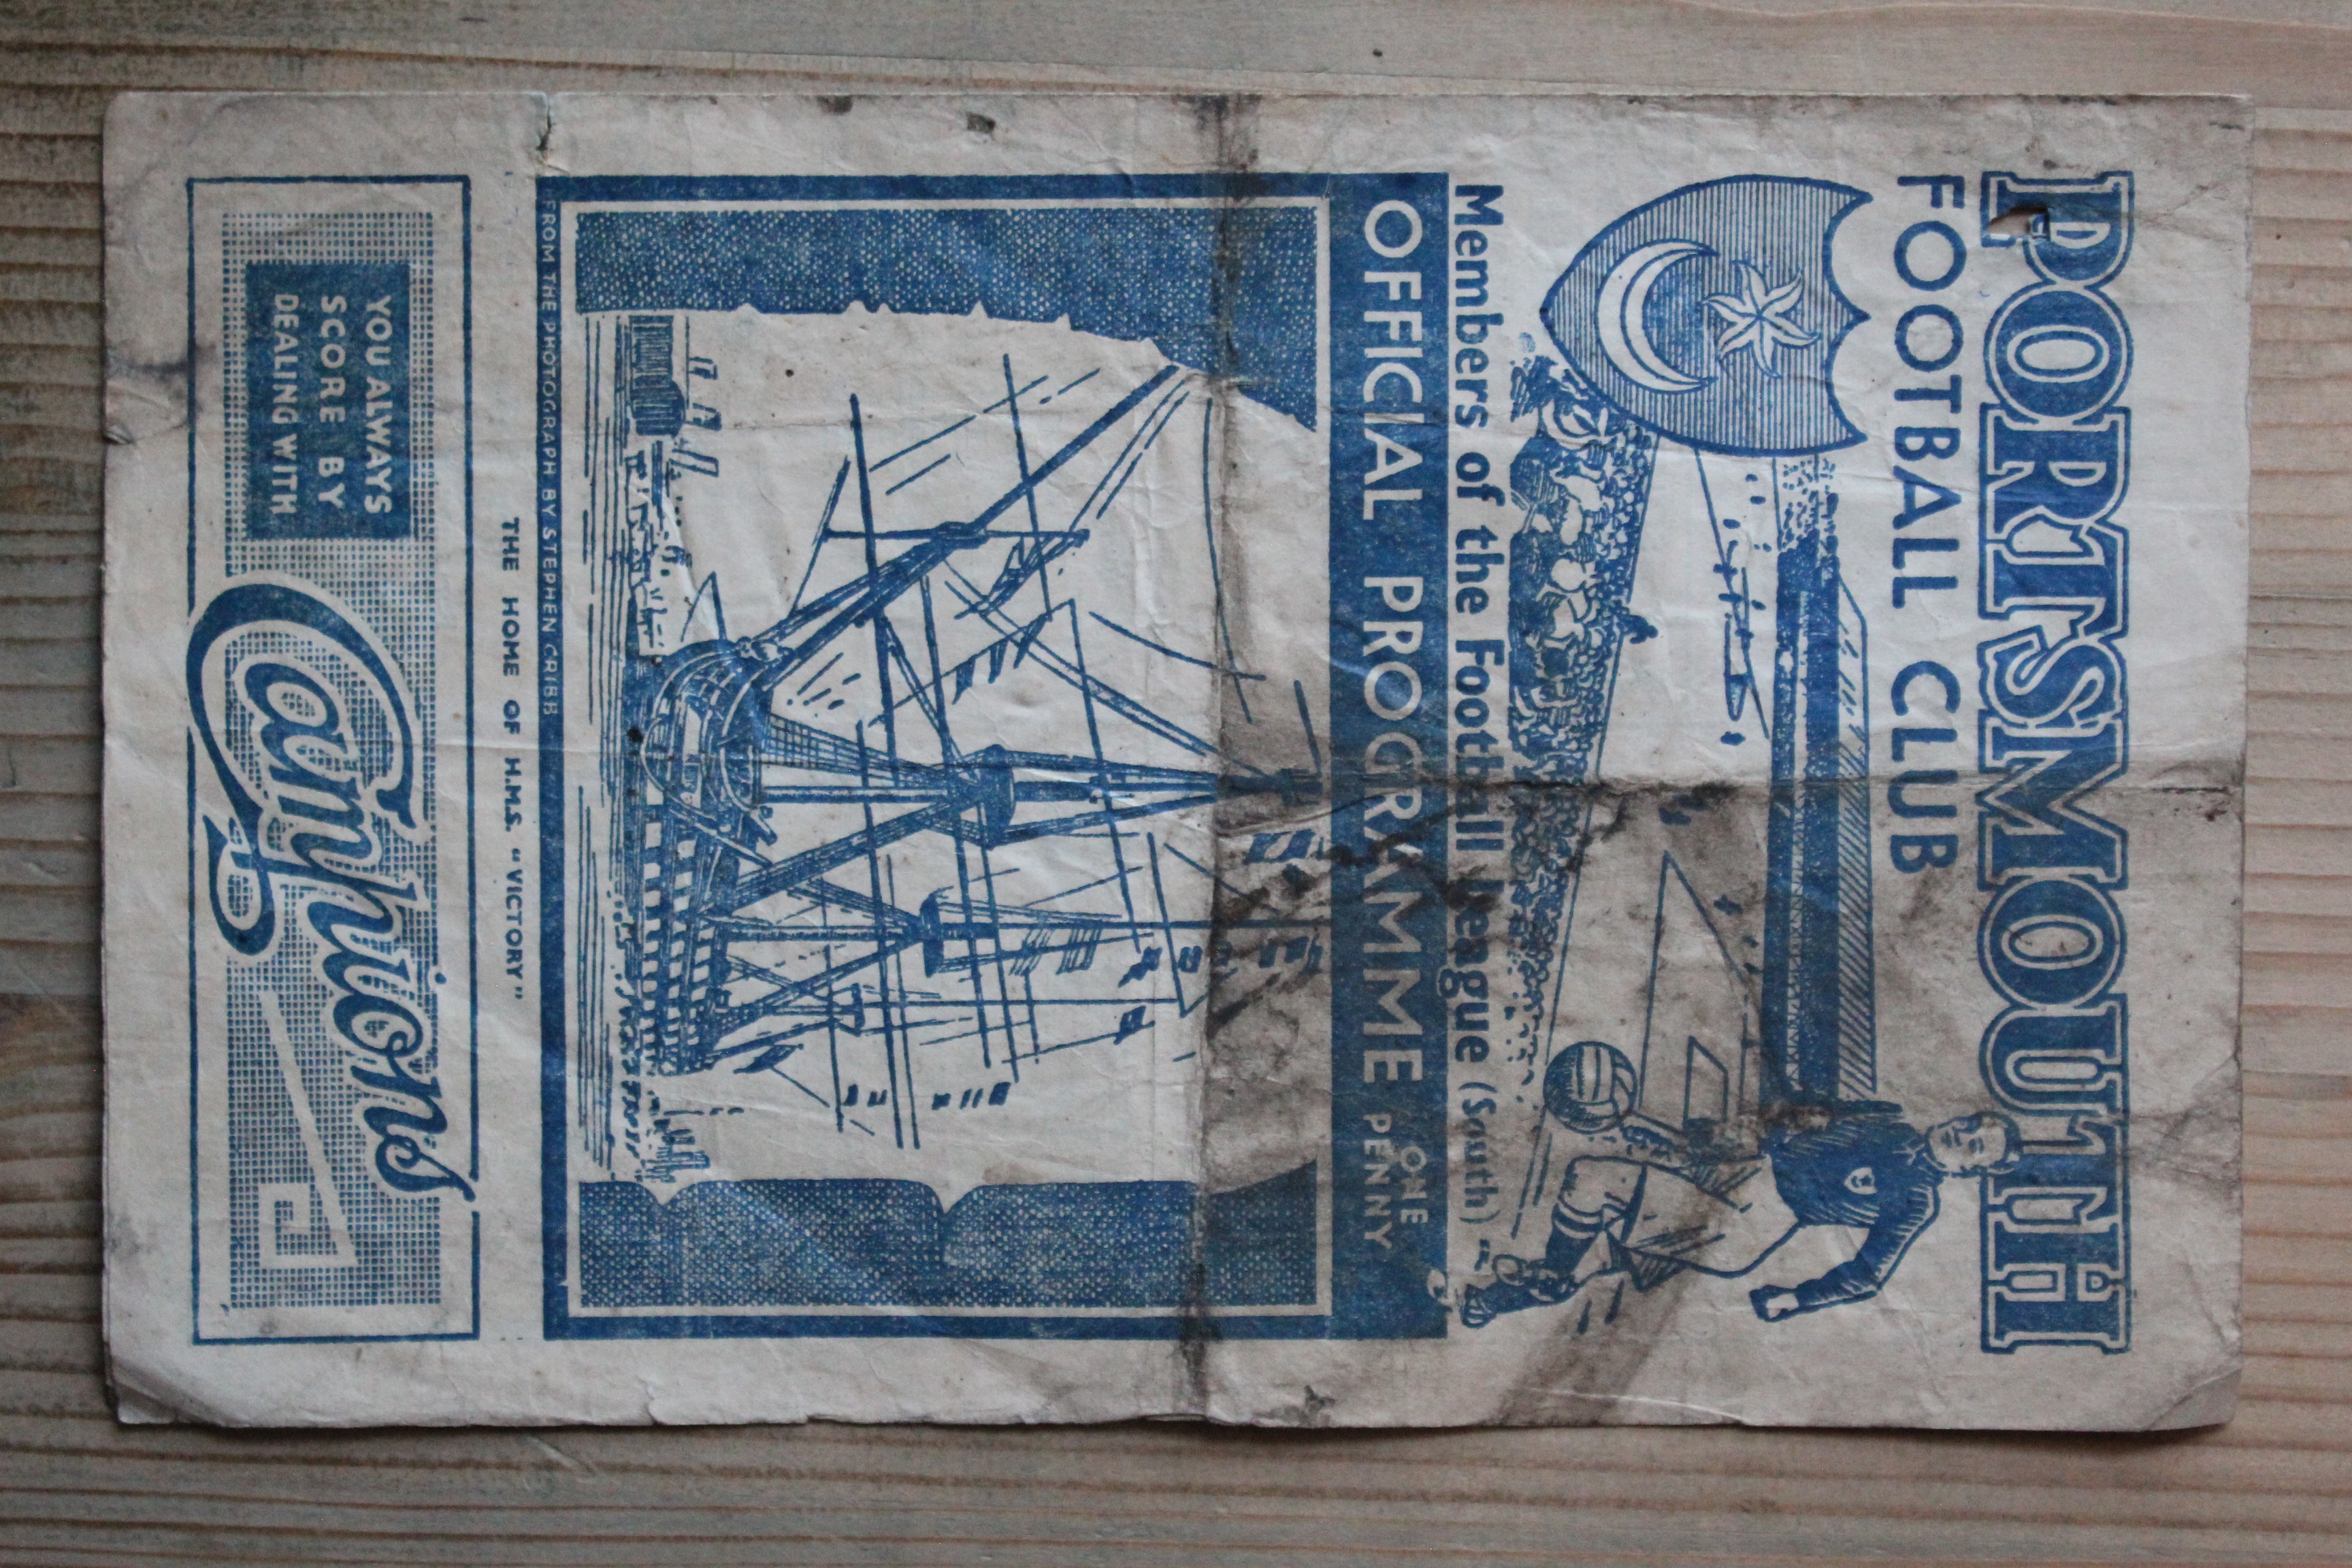 PORTSMOUTH
FOOTBALL CLUB
Members of the Football League (South)
OFFICIAL PROGRAMME ONE
PENNY
FROM THE PHOTOGRAPH BY STEPHEN CRIBB
THE HOME OF H.M.S. "VICTORY"
YOU ALWAYS
SCORE BY
DEALING WITH
Camphions